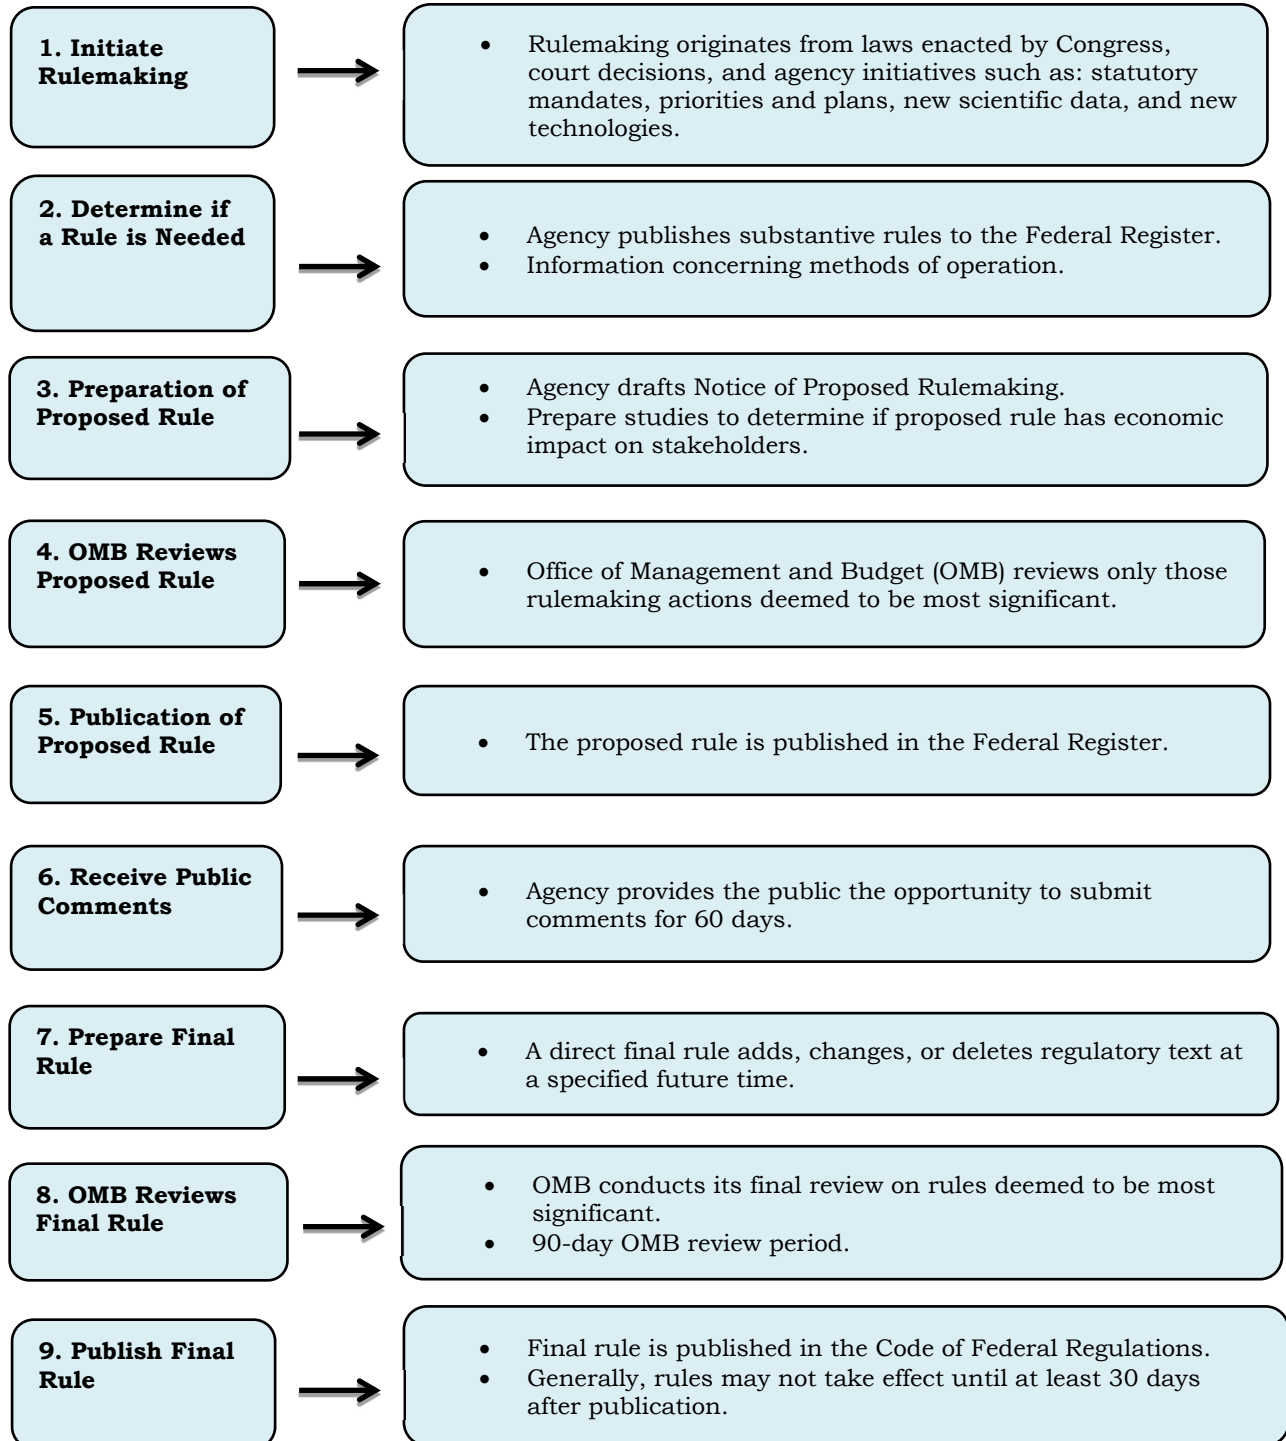 1. Initiate
Rulemaking
• Rulemaking originates from laws enacted by Congress,
court decisions, and agency initiatives such as: statutory
mandates, priorities and plans, new scientific data, and new
technologies.
2. Determine if
a Rule is Needed
• Agency publishes substantive rules to the Federal Register.
• Information concerning methods of operation.
3. Preparation of
Proposed Rule
• Agency drafts Notice of Proposed Rulemaking.
• Prepare studies to determine if proposed rule has economic
impact on stakeholders.
4. OMB Reviews
Proposed Rule
• Office of Management and Budget (OMB) reviews only those
rulemaking actions deemed to be most significant.
5. Publication of
Proposed Rule
• The proposed rule is published in the Federal Register.
6. Receive Public
Comments
• Agency provides the public the opportunity to submit
comments for 60 days.
7. Prepare Final
Rule
• A direct final rule adds, changes, or deletes regulatory text at
a specified future time.
8. OMB Reviews
Final Rule
• OMB conducts its final review on rules deemed to be most
significant.
• 90-day OMB review period.
9. Publish Final
Rule
• Final rule is published in the Code of Federal Regulations.
• Generally, rules may not take effect until at least 30 days
after publication.